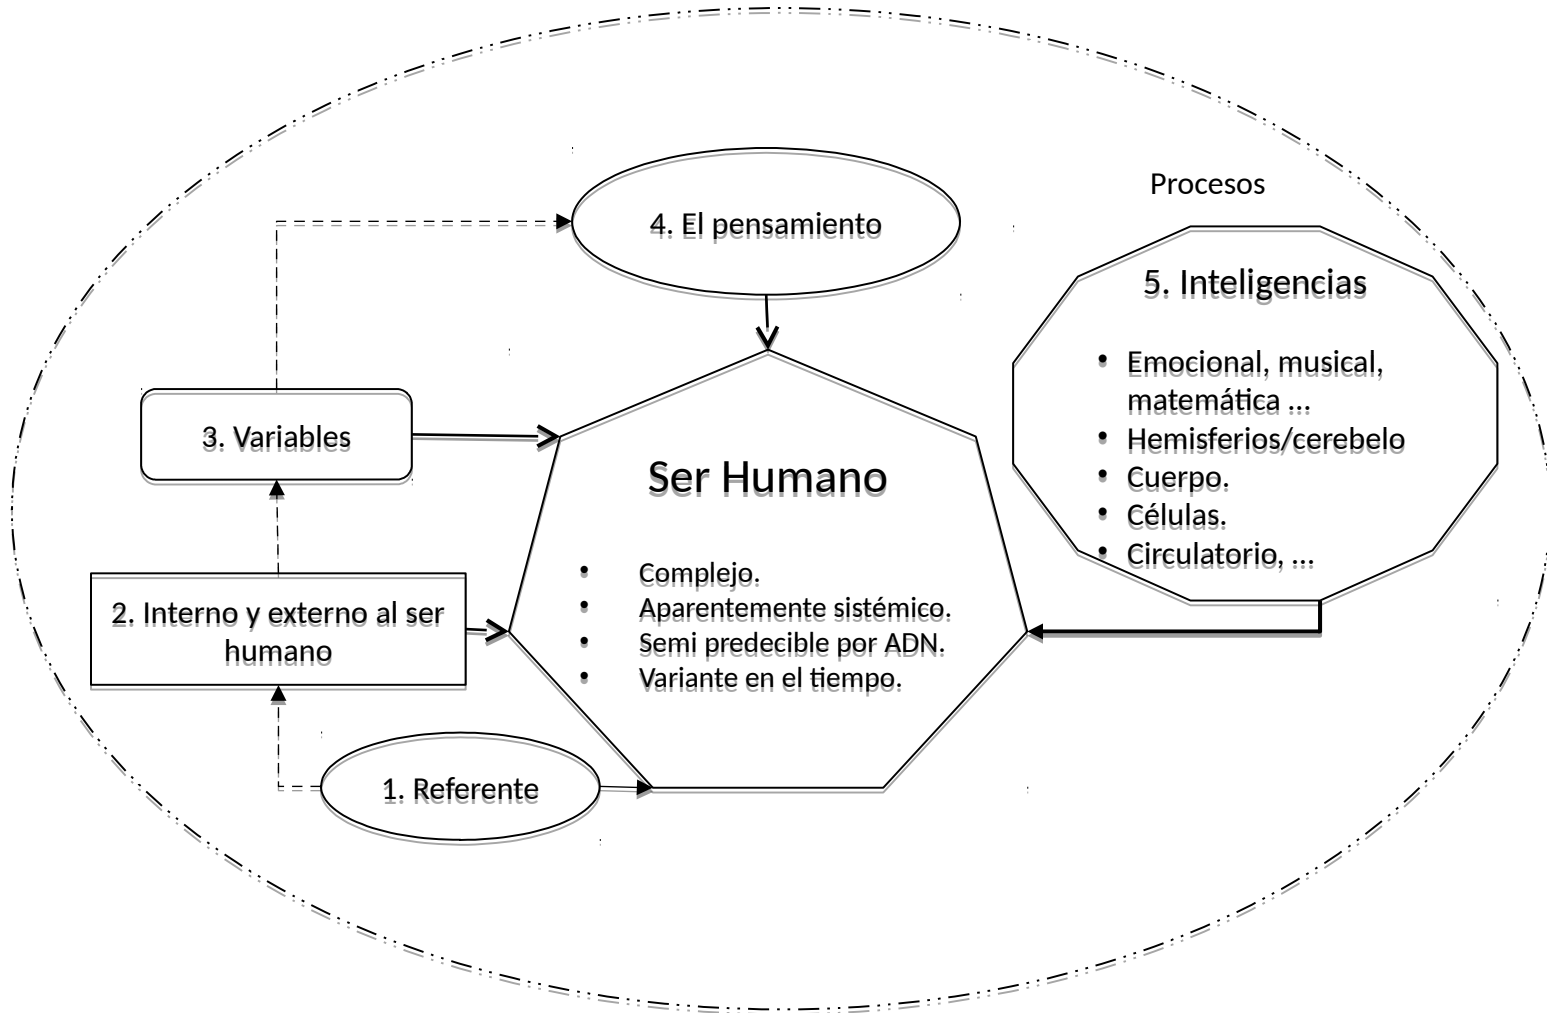 Procesos
4. El pensamiento
5. Inteligencias
• Emocional, musical,
matemática ...
• Hemisferios/cerebelo
• Cuerpo.
• Células.
• Circulatorio, ...
3. Variables
Ser Humano
• Complejo.
• Aparentemente sistémico.
• Semi predecible por ADN.
• Variante en el tiempo.
2. Interno y externo al ser
humano
1. Referente